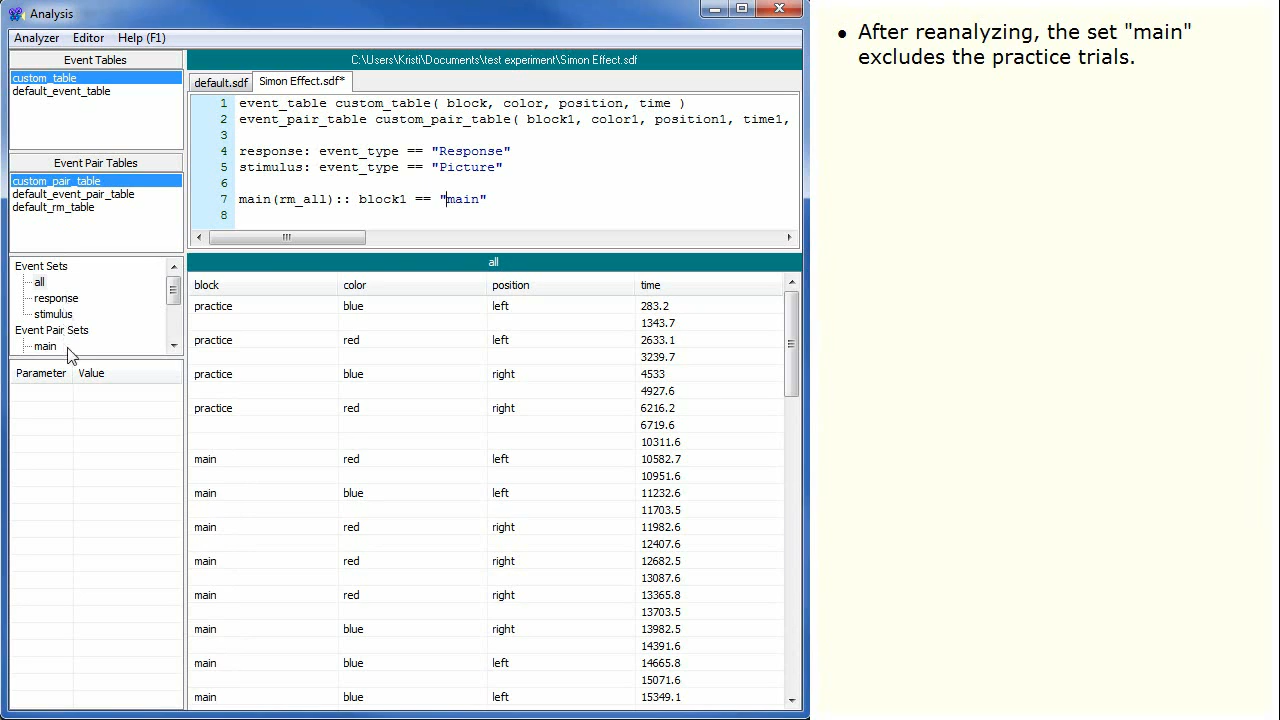 Analysis
Analyzer Editor Help (F1)
Event Tables
custom_table
default_event_table
Event Pair Tables
custom_pair_table
default_event_pair_table
default_rm_table
Event Sets
all
response
stimulus
Event Pair Sets
main
Parameter Value
C:\Users\Kristi\Documents\test experiment\Simon Effect.sdf
default.sdf Simon Effect.sdf*
1 event_table custom_table( block, color, position, time )
2 event_pair_table custom_pair_table( block1, color1, position1, time1,
3
4 response: event_type == "Response"
5 stimulus: event_type == "Picture"
6
7 main(rm_all):: block1 == "main"
8
all
block color position time
practice blue left 283.2
1343.7
practice red left 2633.1
3239.7
practice blue right 4533
4927.6
practice red right 6216.2
6719.6
10311.6
main red left 10582.7
10951.6
main blue left 11232.6
11703.5
main red right 11982.6
12407.6
main red right 12682.5
13087.6
main red right 13365.8
13703.5
main blue right 13982.5
14391.6
main blue left 14665.8
15071.6
main blue left 15349.1
• After reanalyzing, the set "main"
excludes the practice trials.